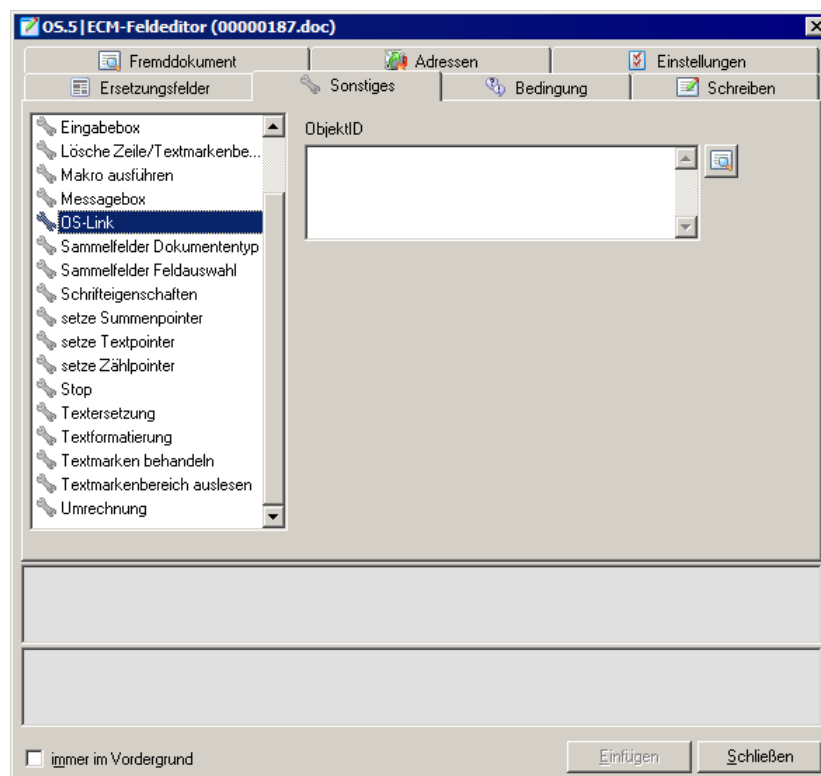 OS.5|ECM-Feldeditor (00000187.doc)
Fremddokument
Adressen
Einstellungen
Ersetzungsfelder
Sonstiges
Bedingung
Schreiben
Eingabebox
Lösche Zeile/Textmarkenbe...
Makro ausführen
Messagebox
OS-Link
Sammelfelder Dokumententyp
Sammelfelder Feldauswahl
Schrifteigenschaften
setze Summenpointer
setze Textpointer
setze Zählpointer
Stop
Textersetzung
Textformatierung
Textmarken behandeln
Textmarkenbereich auslesen
Umrechnung
ObjektID
immer im Vordergrund
Einfügen
Schließen